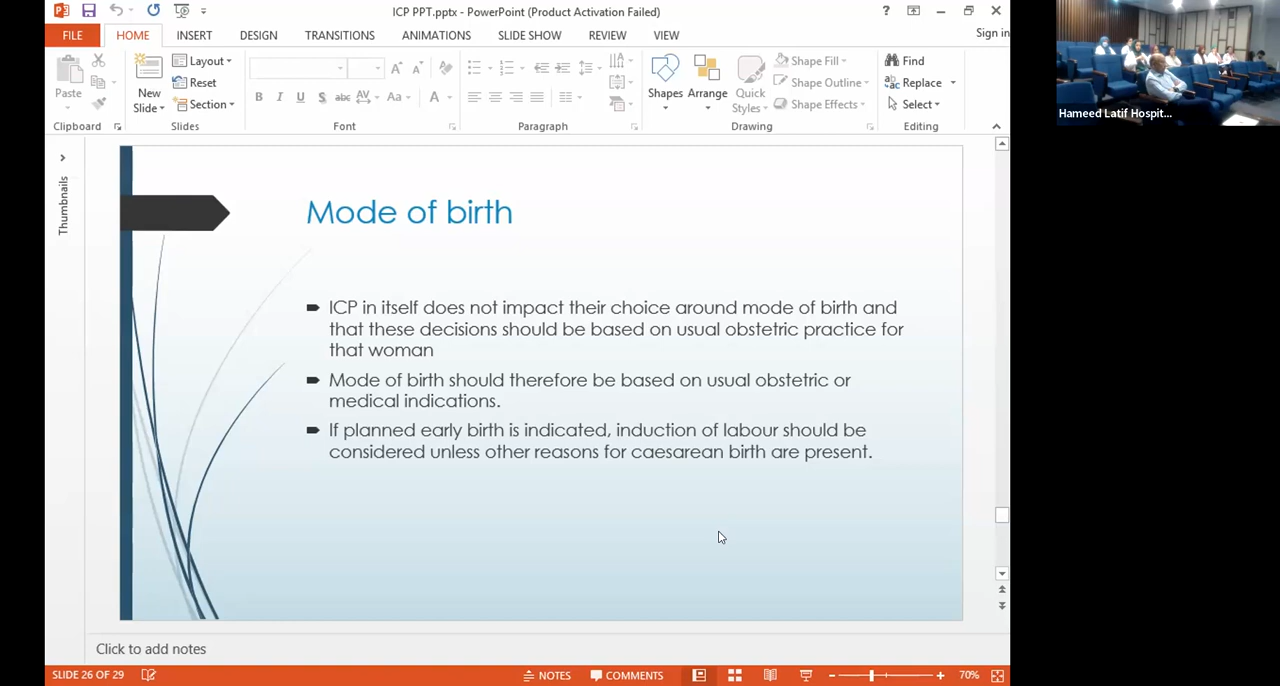 ICP PPT.pptx - PowerPoint (Product Activation Failed)
FILE HOME INSERT DESIGN TRANSITIONS ANIMATIONS SLIDE SHOW REVIEW VIEW Sign in
Paste
New
Slide
Layout
Reset
Section
B I U S abc AV Aa A
Shapes Arrange Quick
Styles
Shape Fill
Shape Outline
Shape Effects
Find
Replace
Select
Clipboard Slides Font Paragraph Drawing Editing
Hameed Latif Hospit...
Thumbnails
Mode of birth
ICP in itself does not impact their choice around mode of birth and
that these decisions should be based on usual obstetric practice for
that woman
Mode of birth should therefore be based on usual obstetric or
medical indications.
If planned early birth is indicated, induction of labour should be
considered unless other reasons for caesarean birth are present.
Click to add notes
SLIDE 26 OF 29 NOTES COMMENTS 70%